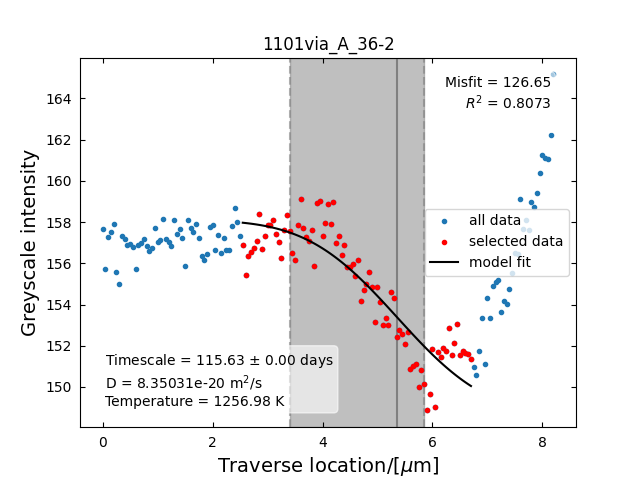 1101via_A_36-2
Misfit = 126.65
R² = 0.8073
164
162
160
158
156
154
152
150
Greyscale intensity
all data
selected data
model fit
Timescale = 115.63 ± 0.00 days
D = 8.35031e-20 m²/s
Temperature = 1256.98 K
0 2 4 6 8
Traverse location/[μm]